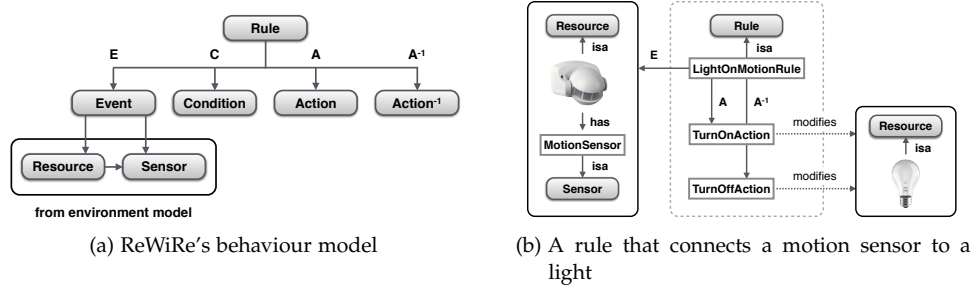 Rule
E C A A-1
Event Condition Action Action-1
Resource Sensor
from environment model
(a) ReWiRe's behaviour model
Resource
isa
has
MotionSensor
isa
Sensor
E
Rule
isa
LightOnMotionRule
A A-1
TurnOnAction
TurnOffAction
modifies
modifies
Resource
isa
(b) A rule that connects a motion sensor to a
light